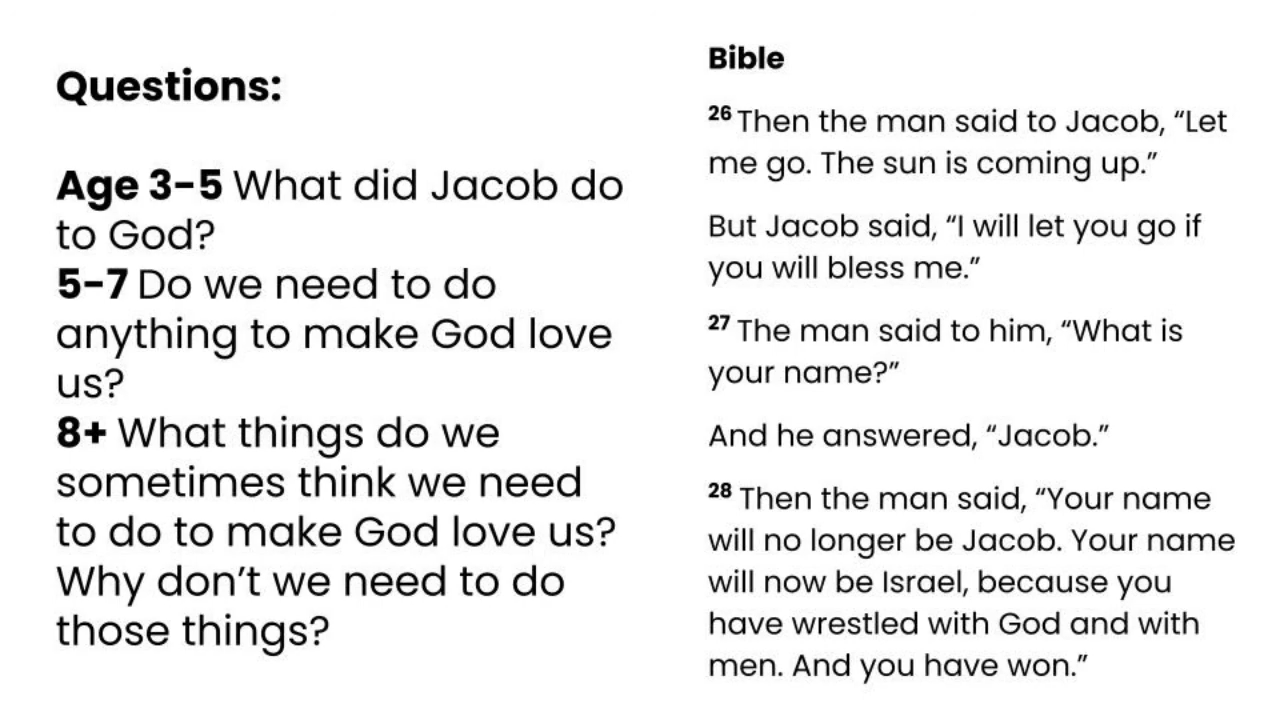 Questions:
Age 3-5 What did Jacob do
to God?
5-7 Do we need to do
anything to make God love
us?
8+ What things do we
sometimes think we need
to do to make God love us?
Why don’t we need to do
those things?
Bible
26 Then the man said to Jacob, “Let
me go. The sun is coming up.”
But Jacob said, “I will let you go if
you will bless me.”
27 The man said to him, “What is
your name?”
And he answered, “Jacob.”
28 Then the man said, “Your name
will no longer be Jacob. Your name
will now be Israel, because you
have wrestled with God and with
men. And you have won.”